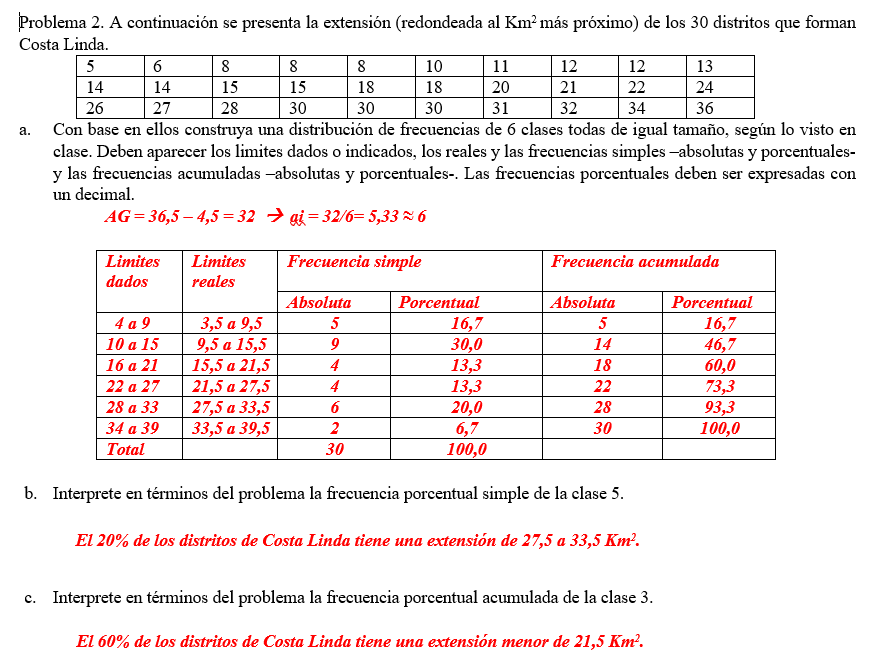 Problema 2. A continuación se presenta la extensión (redondeada al Km² más próximo) de los 30 distritos que forman
Costa Linda.
5 6 8 8 8 10 11 12 12 13
14 14 15 15 18 18 20 21 22 24
26 27 28 30 30 30 31 32 34 36
a. Con base en ellos construya una distribución de frecuencias de 6 clases todas de igual tamaño, según lo visto en
clase. Deben aparecer los limites dados o indicados, los reales y las frecuencias simples –absolutas y porcentuales-
y las frecuencias acumuladas –absolutas y porcentuales-. Las frecuencias porcentuales deben ser expresadas con
un decimal.
AG = 36,5 – 4,5 = 32 → ai = 32/6= 5,33 ≈ 6
Limites dados Limites reales Frecuencia simple Frecuencia acumulada
Absoluta Porcentual Absoluta Porcentual
4 a 9 3,5 a 9,5 5 16,7 5 16,7
10 a 15 9,5 a 15,5 9 30,0 14 46,7
16 a 21 15,5 a 21,5 4 13,3 18 60,0
22 a 27 21,5 a 27,5 4 13,3 22 73,3
28 a 33 27,5 a 33,5 6 20,0 28 93,3
34 a 39 33,5 a 39,5 2 6,7 30 100,0
Total 30 100,0
b. Interprete en términos del problema la frecuencia porcentual simple de la clase 5.
El 20% de los distritos de Costa Linda tiene una extensión de 27,5 a 33,5 Km².
c. Interprete en términos del problema la frecuencia porcentual acumulada de la clase 3.
El 60% de los distritos de Costa Linda tiene una extensión menor de 21,5 Km².